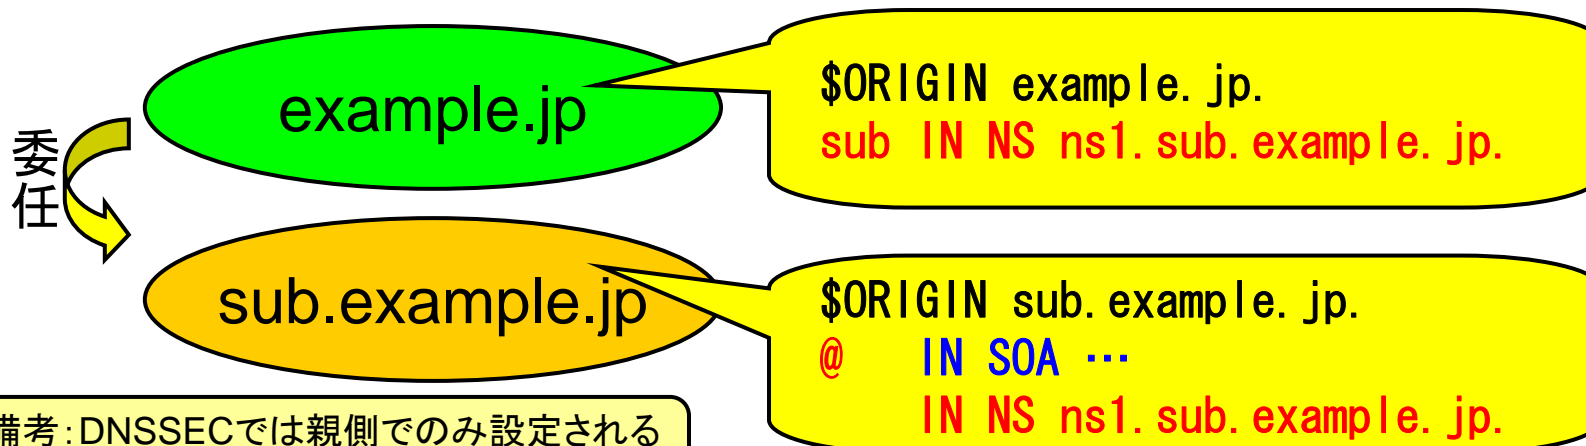 example.jp
$ORIGIN example.jp.
sub IN NS ns1.sub.example.jp.
委任
sub.example.jp
$ORIGIN sub.example.jp.
@ IN SOA …
IN NS ns1.sub.example.jp.
備考：DNSSECでは親側でのみ設定される